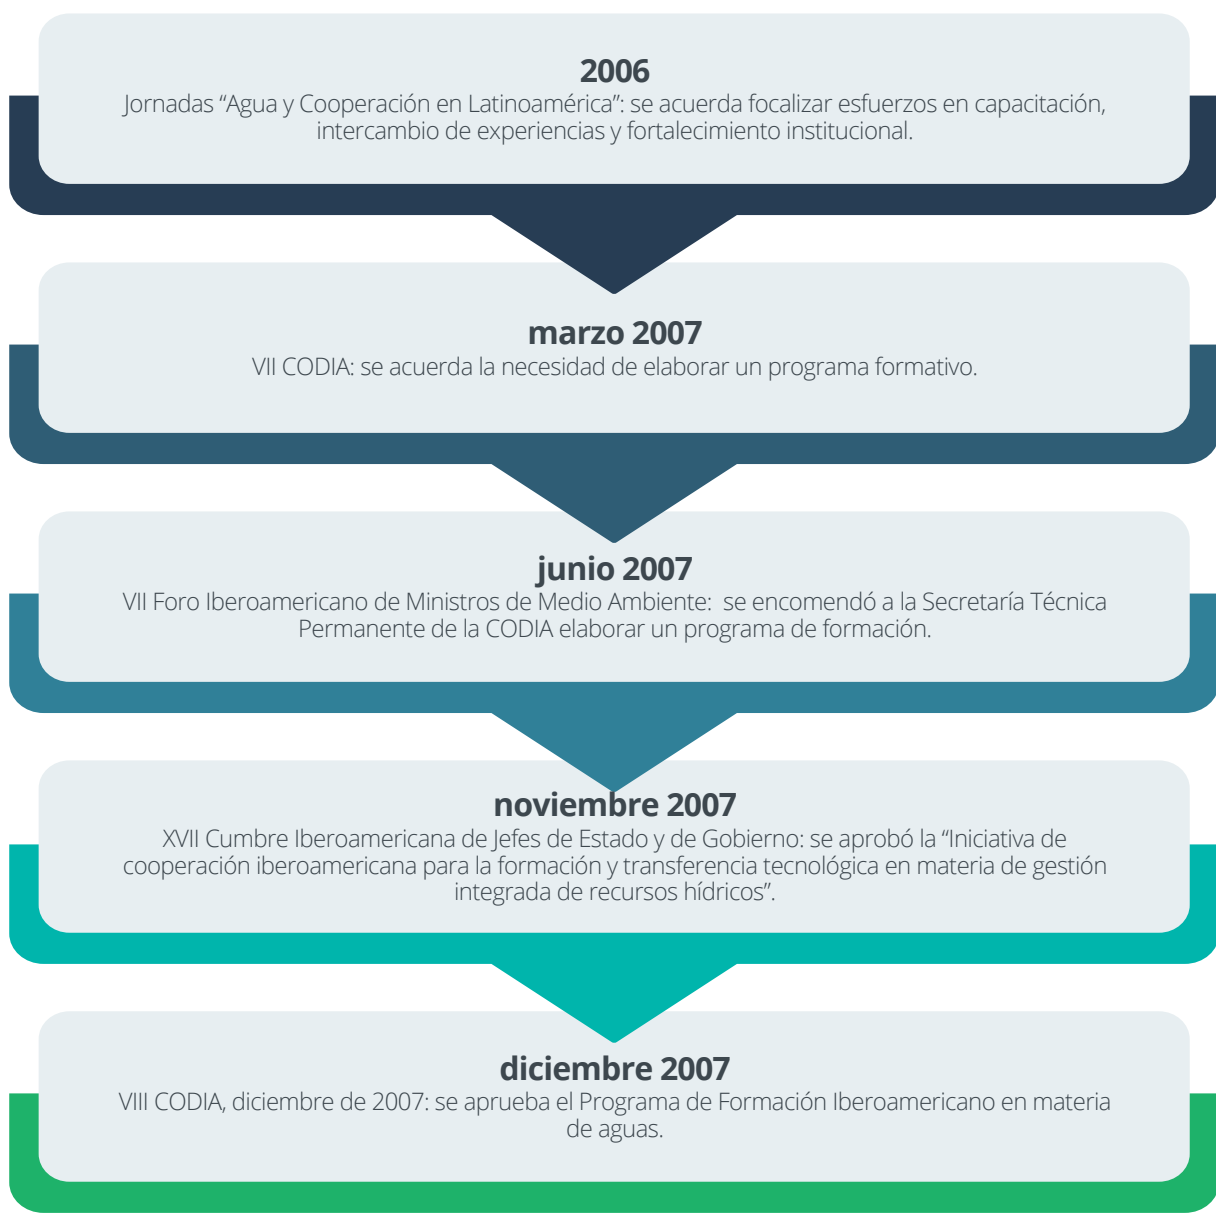 2006
Jornadas “Agua y Cooperación en Latinoamérica”: se acuerda focalizar esfuerzos en capacitación,
intercambio de experiencias y fortalecimiento institucional.
marzo 2007
VII CODIA: se acuerda la necesidad de elaborar un programa formativo.
junio 2007
VII Foro Iberoamericano de Ministros de Medio Ambiente:  se encomendó a la Secretaría Técnica
Permanente de la CODIA elaborar un programa de formación.
noviembre 2007
XVII Cumbre Iberoamericana de Jefes de Estado y de Gobierno: se aprobó la “Iniciativa de
cooperación iberoamericana para la formación y transferencia tecnológica en materia de gestión
integrada de recursos hídricos”.
diciembre 2007
VIII CODIA, diciembre de 2007: se aprueba el Programa de Formación Iberoamericano en materia
de aguas.